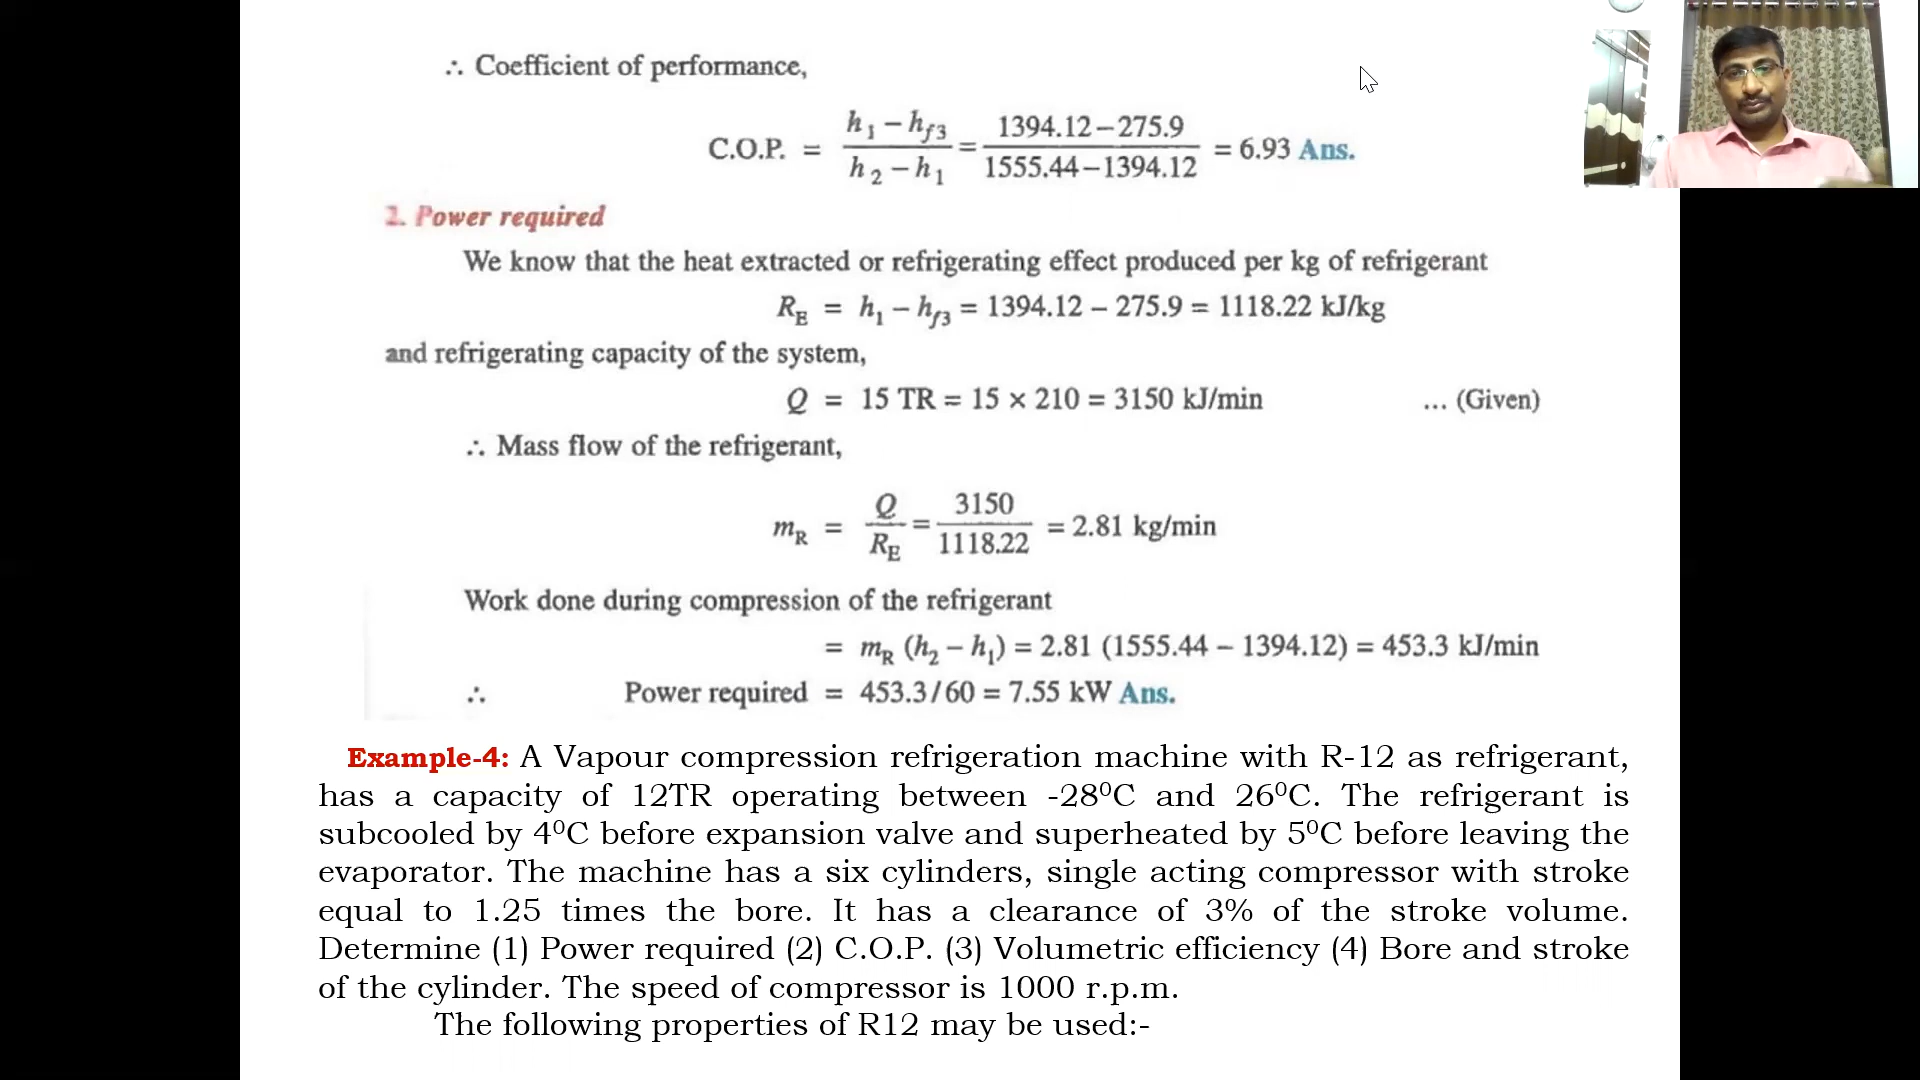 ∴ Coefficient of performance,
C.O.P. = (h₁ − h_f3)/(h₂ − h₁) = (1394.12 − 275.9)/(1555.44 − 1394.12) = 6.93 Ans.
2. Power required
We know that the heat extracted or refrigerating effect produced per kg of refrigerant
R_E = h₁ − h_f3 = 1394.12 − 275.9 = 1118.22 kJ/kg
and refrigerating capacity of the system,
Q = 15 TR = 15 × 210 = 3150 kJ/min ... (Given)
∴ Mass flow of the refrigerant,
m_R = Q/R_E = 3150/1118.22 = 2.81 kg/min
Work done during compression of the refrigerant
= m_R (h₂ − h₁) = 2.81 (1555.44 − 1394.12) = 453.3 kJ/min
∴ Power required = 453.3/60 = 7.55 kW Ans.
Example-4: A Vapour compression refrigeration machine with R-12 as refrigerant,
has a capacity of 12TR operating between -28⁰C and 26⁰C. The refrigerant is
subcooled by 4⁰C before expansion valve and superheated by 5⁰C before leaving the
evaporator. The machine has a six cylinders, single acting compressor with stroke
equal to 1.25 times the bore. It has a clearance of 3% of the stroke volume.
Determine (1) Power required (2) C.O.P. (3) Volumetric efficiency (4) Bore and stroke
of the cylinder. The speed of compressor is 1000 r.p.m.
The following properties of R12 may be used:-